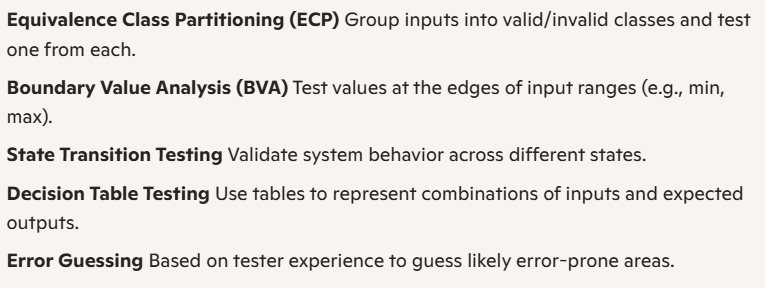 Equivalence Class Partitioning (ECP) Group inputs into valid/invalid classes and test
one from each.
Boundary Value Analysis (BVA) Test values at the edges of input ranges (e.g., min,
max).
State Transition Testing Validate system behavior across different states.
Decision Table Testing Use tables to represent combinations of inputs and expected
outputs.
Error Guessing Based on tester experience to guess likely error-prone areas.